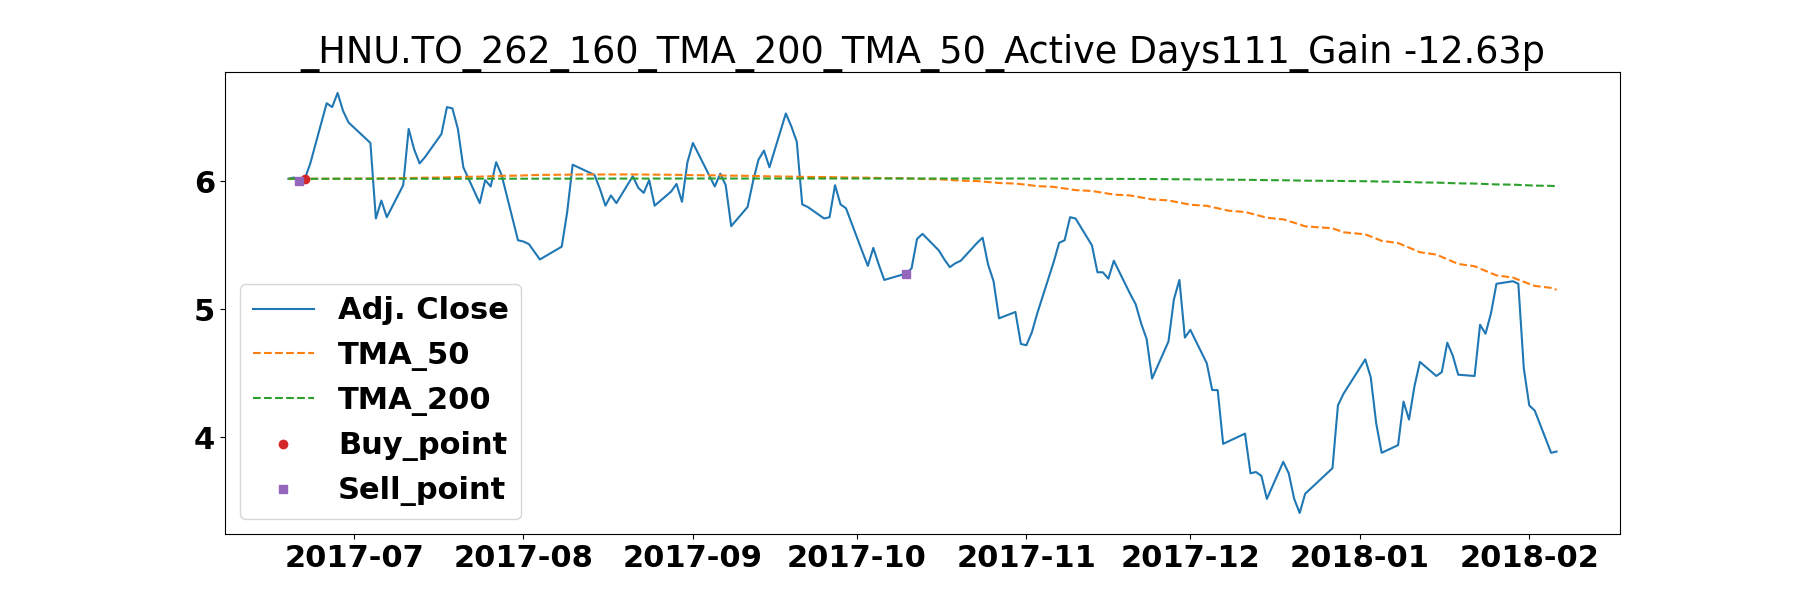 _HNU.TO_262_160_TMA_200_TMA_50_Active Days111_Gain -12.63p
6
5
4
Adj. Close
TMA_50
TMA_200
Buy_point
Sell_point
2017-07 2017-08 2017-09 2017-10 2017-11 2017-12 2018-01 2018-02